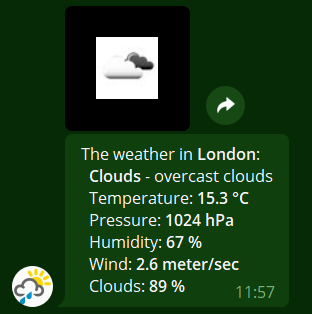 The weather in London:
Clouds - overcast clouds
Temperature: 15.3 °C
Pressure: 1024 hPa
Humidity: 67 %
Wind: 2.6 meter/sec
Clouds: 89 %
11:57